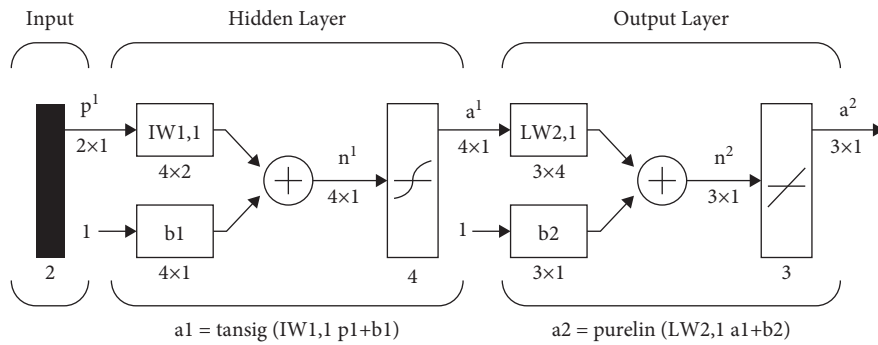 Input
Hidden Layer
Output Layer
p1
2×1
IW1,1
4×2
1
b1
4×1
n1
4×1
a1
4×1
LW2,1
3×4
1
b2
3×1
n2
3×1
a2
3×1
2
4
3
a1 = tansig (IW1,1 p1+b1)
a2 = purelin (LW2,1 a1+b2)